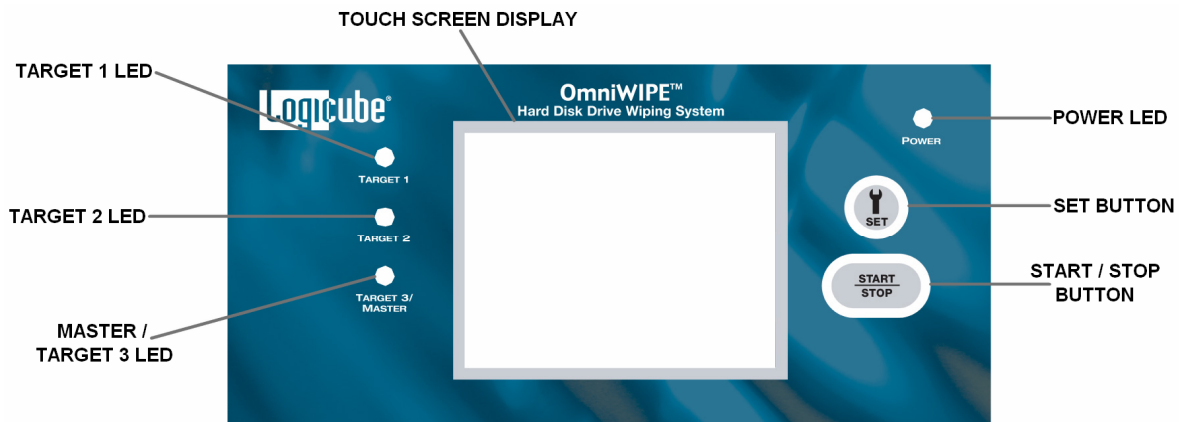 TOUCH SCREEN DISPLAY
TARGET 1 LED
Logicube®
OmniWIPE™
Hard Disk Drive Wiping System
POWER LED
POWER
TARGET 1
TARGET 2 LED
TARGET 2
SET
SET BUTTON
TARGET 3/
MASTER
START
STOP
START / STOP
BUTTON
MASTER /
TARGET 3 LED